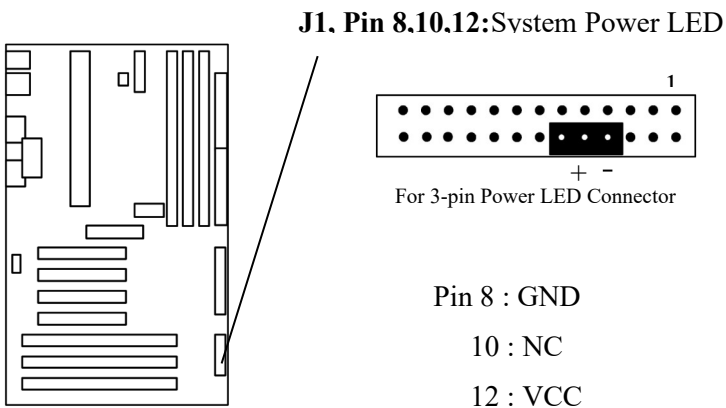 J1, Pin 8,10,12:System Power LED
1
+ -
For 3-pin Power LED Connector
Pin 8 : GND
10 : NC
12 : VCC